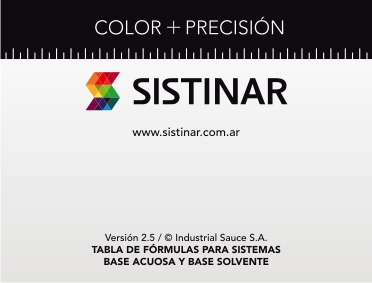 COLOR + PRECISIÓN
SISTINAR
www.sistinar.com.ar
Versión 2.5 / © Industrial Sauce S.A.
TABLA DE FÓRMULAS PARA SISTEMAS
BASE ACUOSA Y BASE SOLVENTE